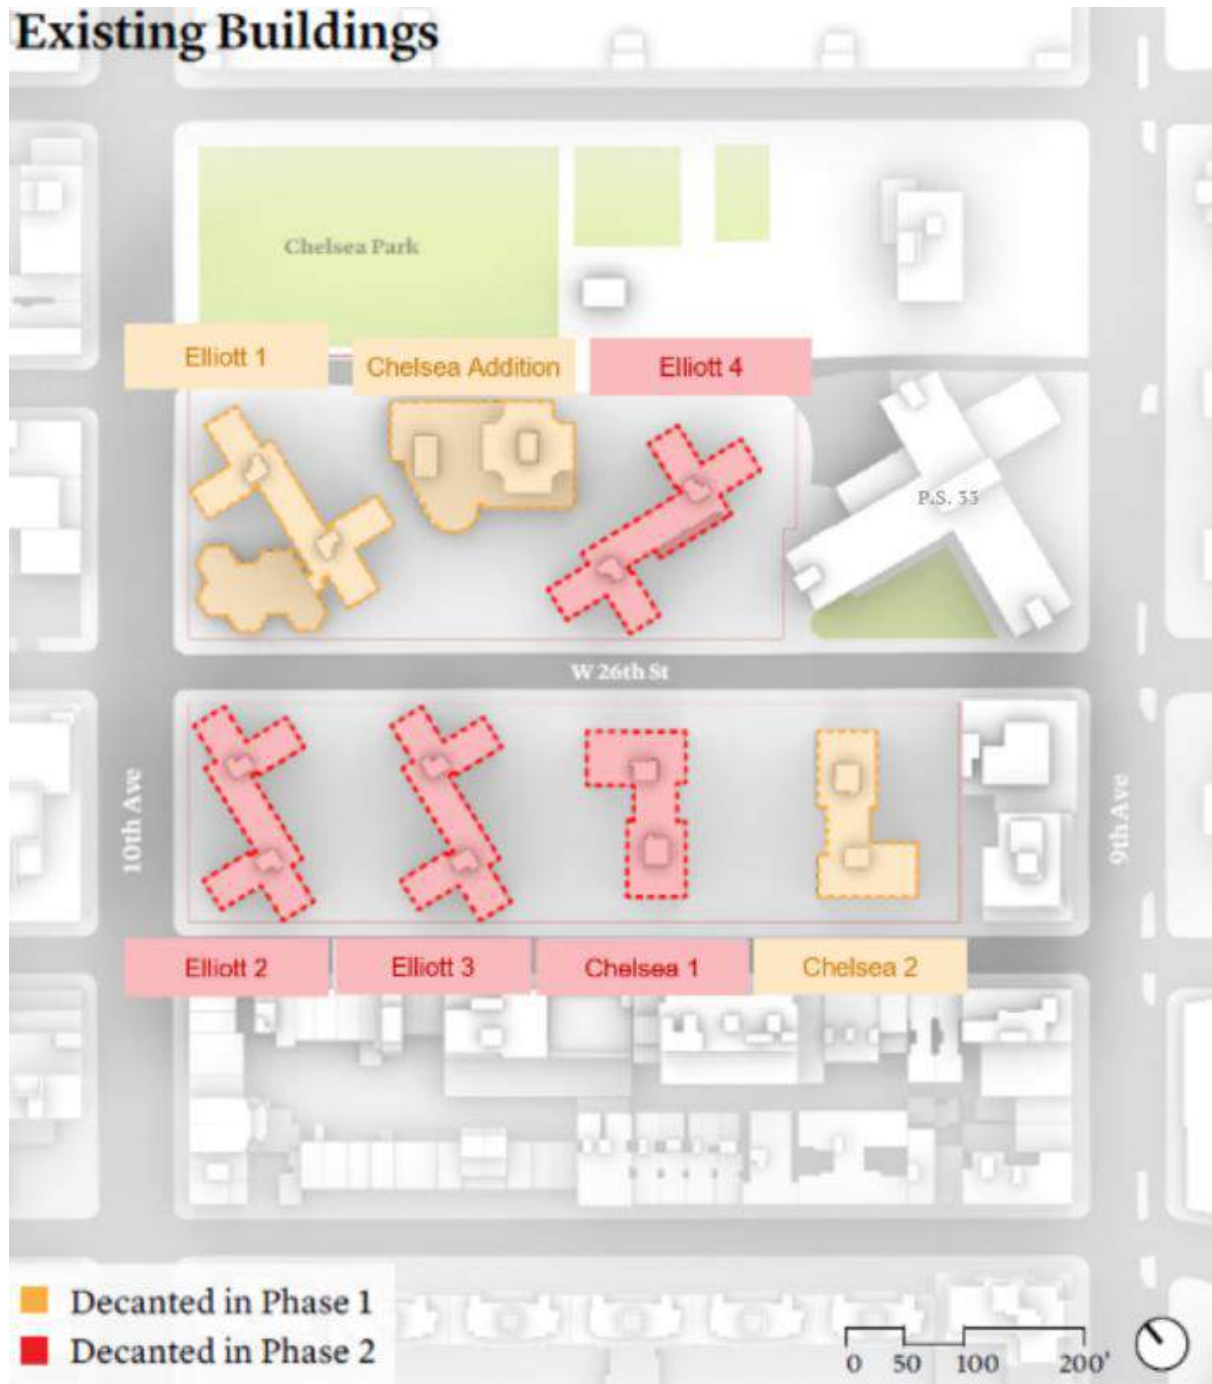 Existing Buildings
Chelsea Park
Elliott 1
Chelsea Addition
Elliott 4
P.S. 33
W 26th St
10th Ave
9th Ave
Elliott 2
Elliott 3
Chelsea 1
Chelsea 2
Decanted in Phase 1
Decanted in Phase 2
0 50 100 200'